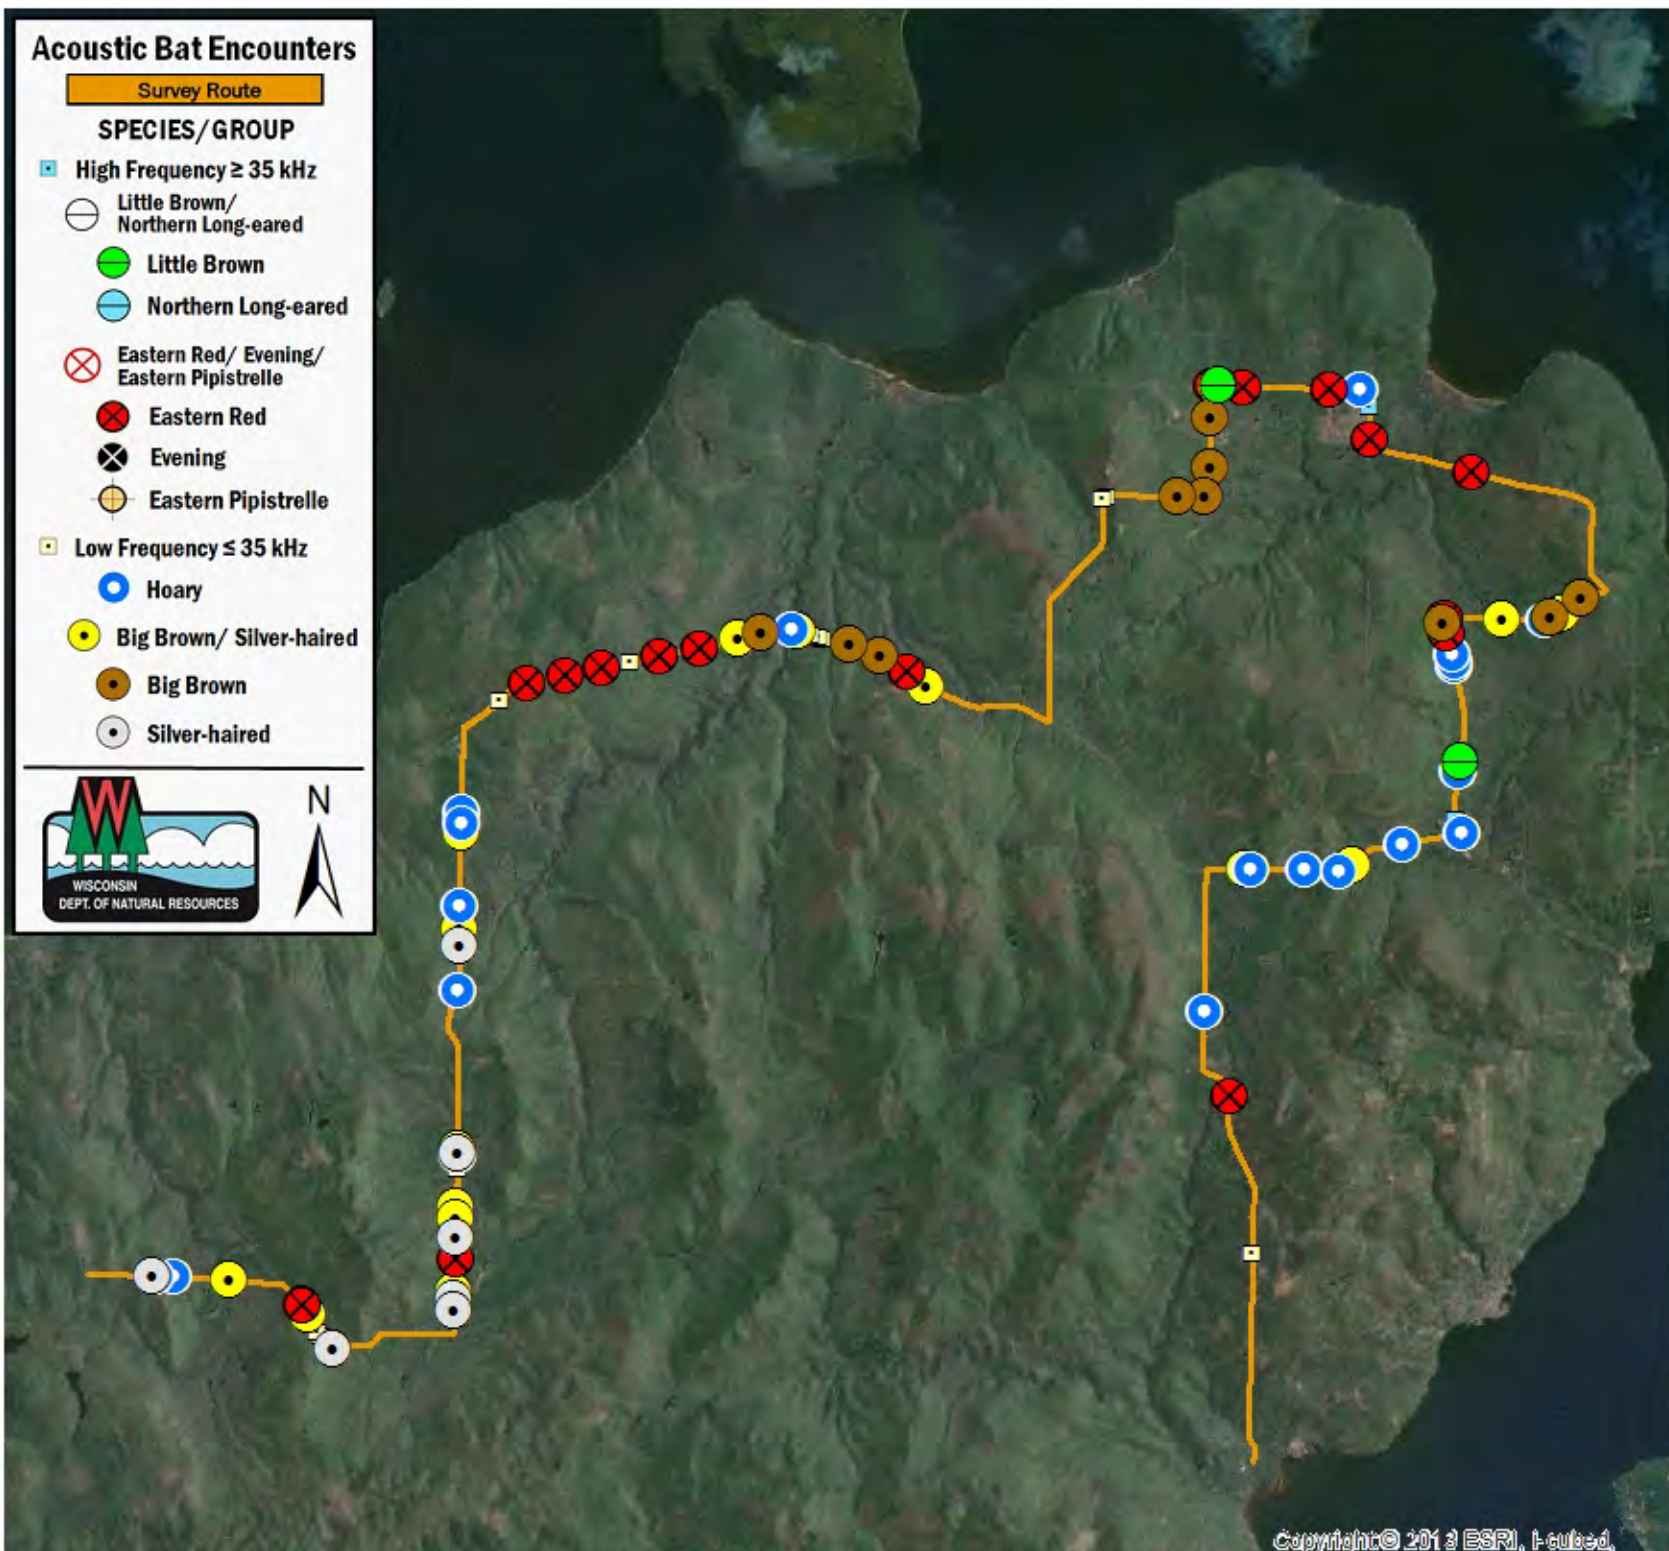 Acoustic Bat Encounters
Survey Route
SPECIES/GROUP
High Frequency ≥ 35 kHz
Little Brown/
Northern Long-eared
Little Brown
Northern Long-eared
Eastern Red/ Evening/
Eastern Pipistrelle
Eastern Red
Evening
Eastern Pipistrelle
Low Frequency ≤ 35 kHz
Hoary
Big Brown/ Silver-haired
Big Brown
Silver-haired
W
WISCONSIN
DEPT. OF NATURAL RESOURCES
N
Copyright:© 2013 ESRI, i-cubed,